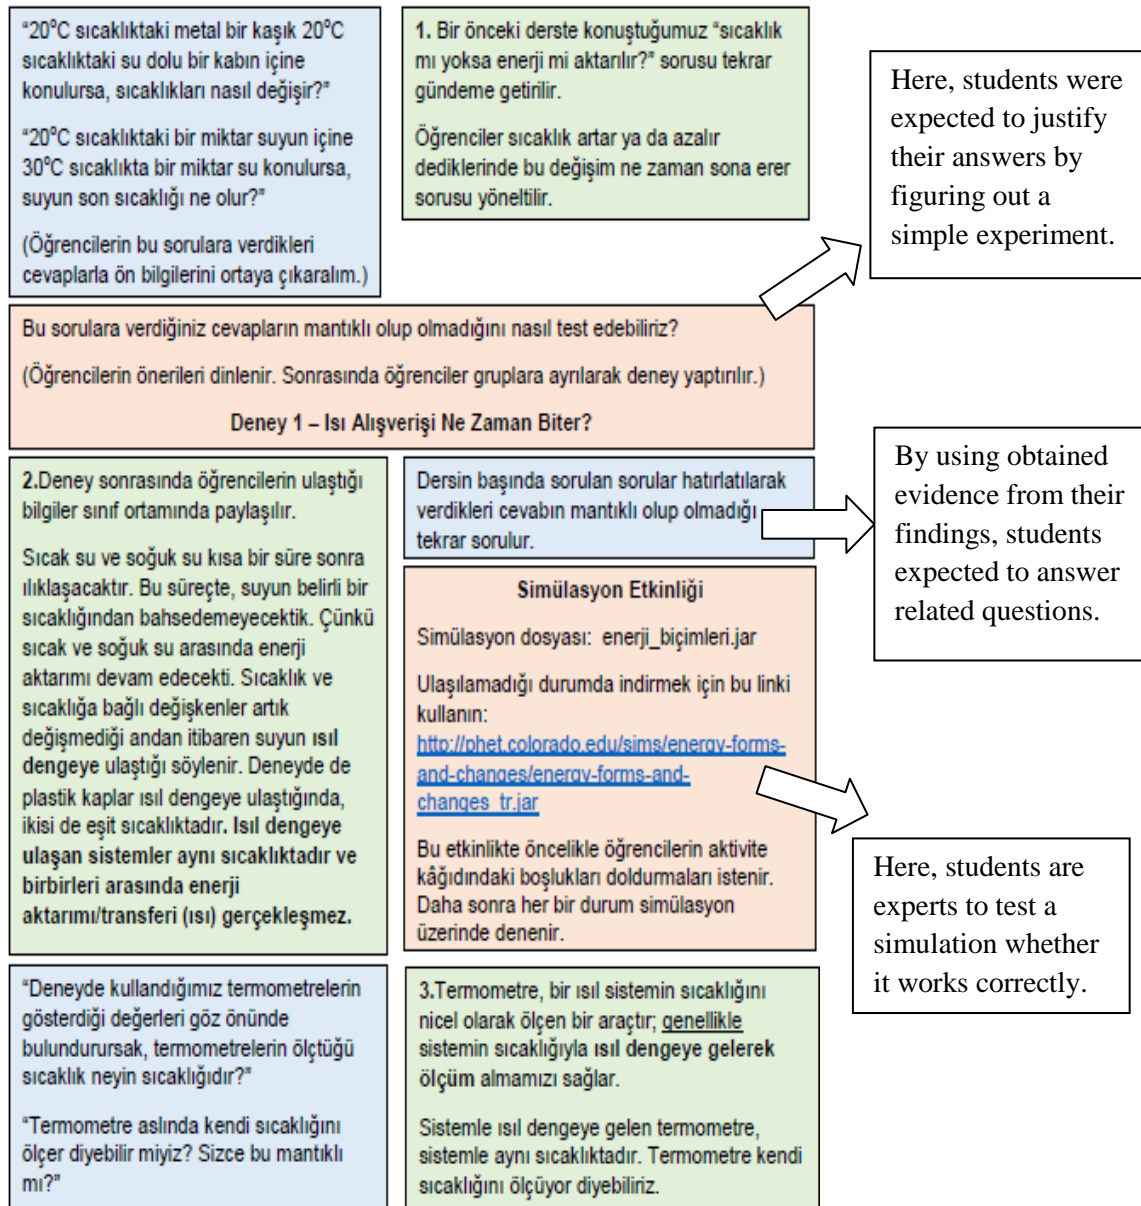 “20⁰C sıcaklıktaki metal bir kaşık 20⁰C
sıcaklıktaki su dolu bir kabın içine
konulursa, sıcaklıkları nasıl değişir?”
“20⁰C sıcaklıktaki bir miktar suyun içine
30⁰C sıcaklıkta bir miktar su konulursa,
suyun son sıcaklığı ne olur?”
(Öğrencilerin bu sorulara verdikleri
cevaplarla ön bilgilerini ortaya çıkaralım.)
1. Bir önceki derste konuştuğumuz “sıcaklık
mı yoksa enerji mi aktarılır?” sorusu tekrar
gündeme getirilir.
Öğrenciler sıcaklık artar ya da azalır
dediklerinde bu değişim ne zaman sona erer
sorusu yöneltilir.
Here, students were
expected to justify
their answers by
figuring out a
simple experiment.
Bu sorulara verdiğiniz cevapların mantıklı olup olmadığını nasıl test edebiliriz?
(Öğrencilerin önerileri dinlenir. Sonrasında öğrenciler gruplara ayrılarak deney yaptırılır.)
Deney 1 – Isı Alışverişi Ne Zaman Biter?
2.Deney sonrasında öğrencilerin ulaştığı
bilgiler sınıf ortamında paylaşılır.
Sıcak su ve soğuk su kısa bir süre sonra
ılıklaşacaktır. Bu süreçte, suyun belirli bir
sıcaklığından bahsedemeyecektik. Çünkü
sıcak ve soğuk su arasında enerji
aktarımı devam edecekti. Sıcaklık ve
sıcaklığa bağlı değişkenler artık
değişmediği andan itibaren suyun ısıl
dengeye ulaştığı söylenir. Deneyde de
plastik kaplar ısıl dengeye ulaştığında,
ikisi de eşit sıcaklıktadır. Isıl dengeye
ulaşan sistemler aynı sıcaklıktadır ve
birbirleri arasında enerji
aktarımı/transferi (ısı) gerçekleşmez.
Dersin başında sorulan sorular hatırlatılarak
verdikleri cevabın mantıklı olup olmadığı
tekrar sorulur.
By using obtained
evidence from their
findings, students
expected to answer
related questions.
Simülasyon Etkinliği
Simülasyon dosyası: enerji_biçimleri.jar
Ulaşılamadığı durumda indirmek için bu linki
kullanın:
http://phet.colorado.edu/sims/energy-forms-
and-changes/energy-forms-and-
changes_tr.jar
Bu etkinlikte öncelikle öğrencilerin aktivite
kâğıdındaki boşlukları doldurmaları istenir.
Daha sonra her bir durum simülasyon
üzerinde denenir.
Here, students are
experts to test a
simulation whether
it works correctly.
“Deneyde kullandığımız termometrelerin
gösterdiği değerleri göz önünde
bulundurursak, termometrelerin ölçtüğü
sıcaklık neyin sıcaklığıdır?”
“Termometre aslında kendi sıcaklığını
ölçer diyebilir miyiz? Sizce bu mantıklı
mı?”
3.Termometre, bir ısıl sistemin sıcaklığını
nicel olarak ölçen bir araçtır; genellikle
sistemin sıcaklığıyla ısıl dengeye gelerek
ölçüm almamızı sağlar.
Sistemle ısıl dengeye gelen termometre,
sistemle aynı sıcaklıktadır. Termometre kendi
sıcaklığını ölçüyor diyebiliriz.